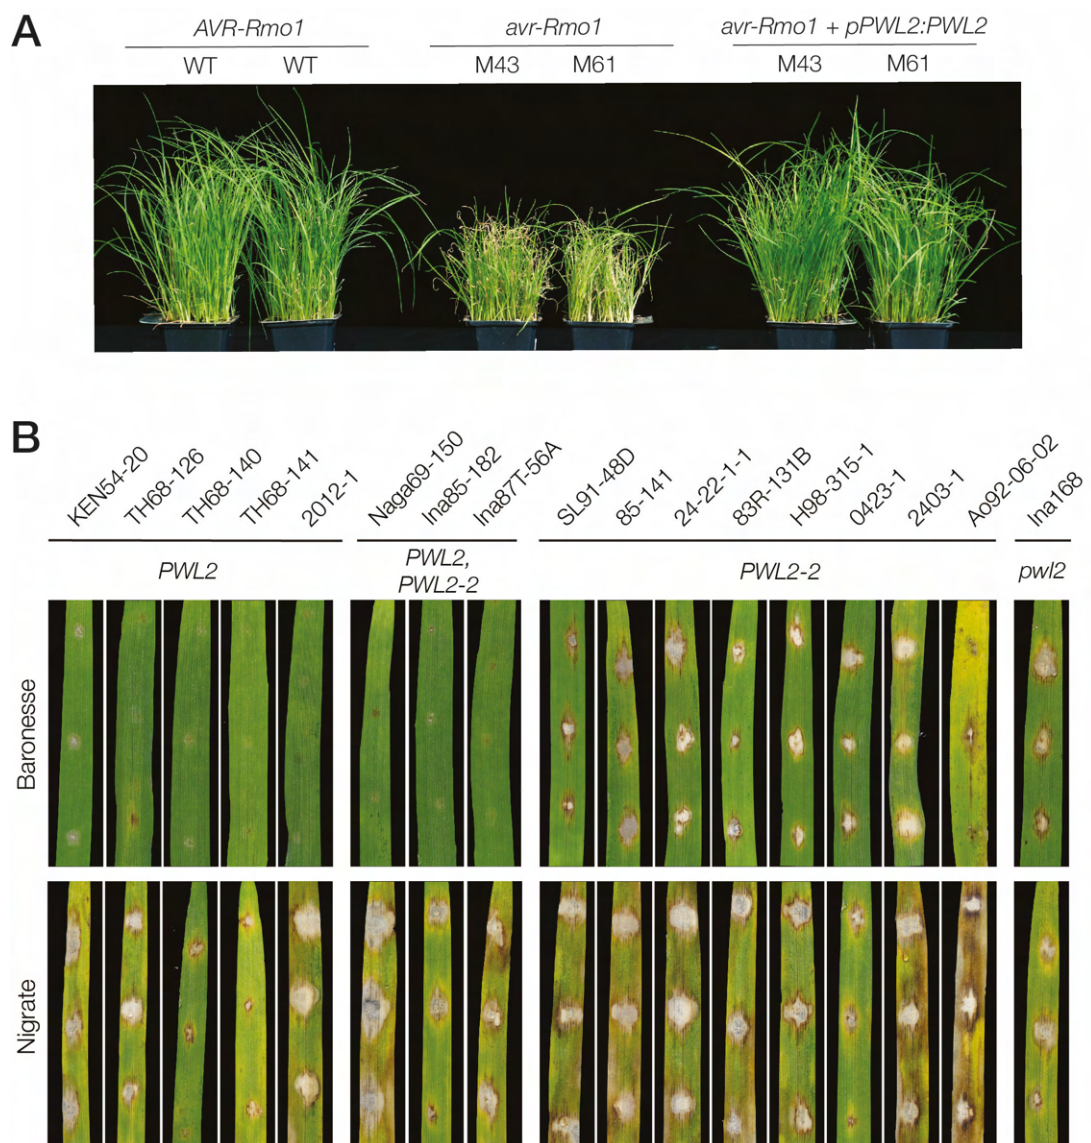 A
AVR-Rmo1
avr-Rmo1
avr-Rmo1 + pPWL2:PWL2
WT
WT
M43
M61
M43
M61
B
KEN54-20
TH68-126
TH68-140
TH68-141
2012-1
Naga69-150
Ina85-182
Ina87T-56A
SL91-48D
85-141
24-22-1-1
83R-131B
H98-315-1
0423-1
2403-1
Ao92-06-02
Ina168
PWL2
PWL2,
PWL2-2
PWL2-2
pwl2
Baronesse
Nigrate